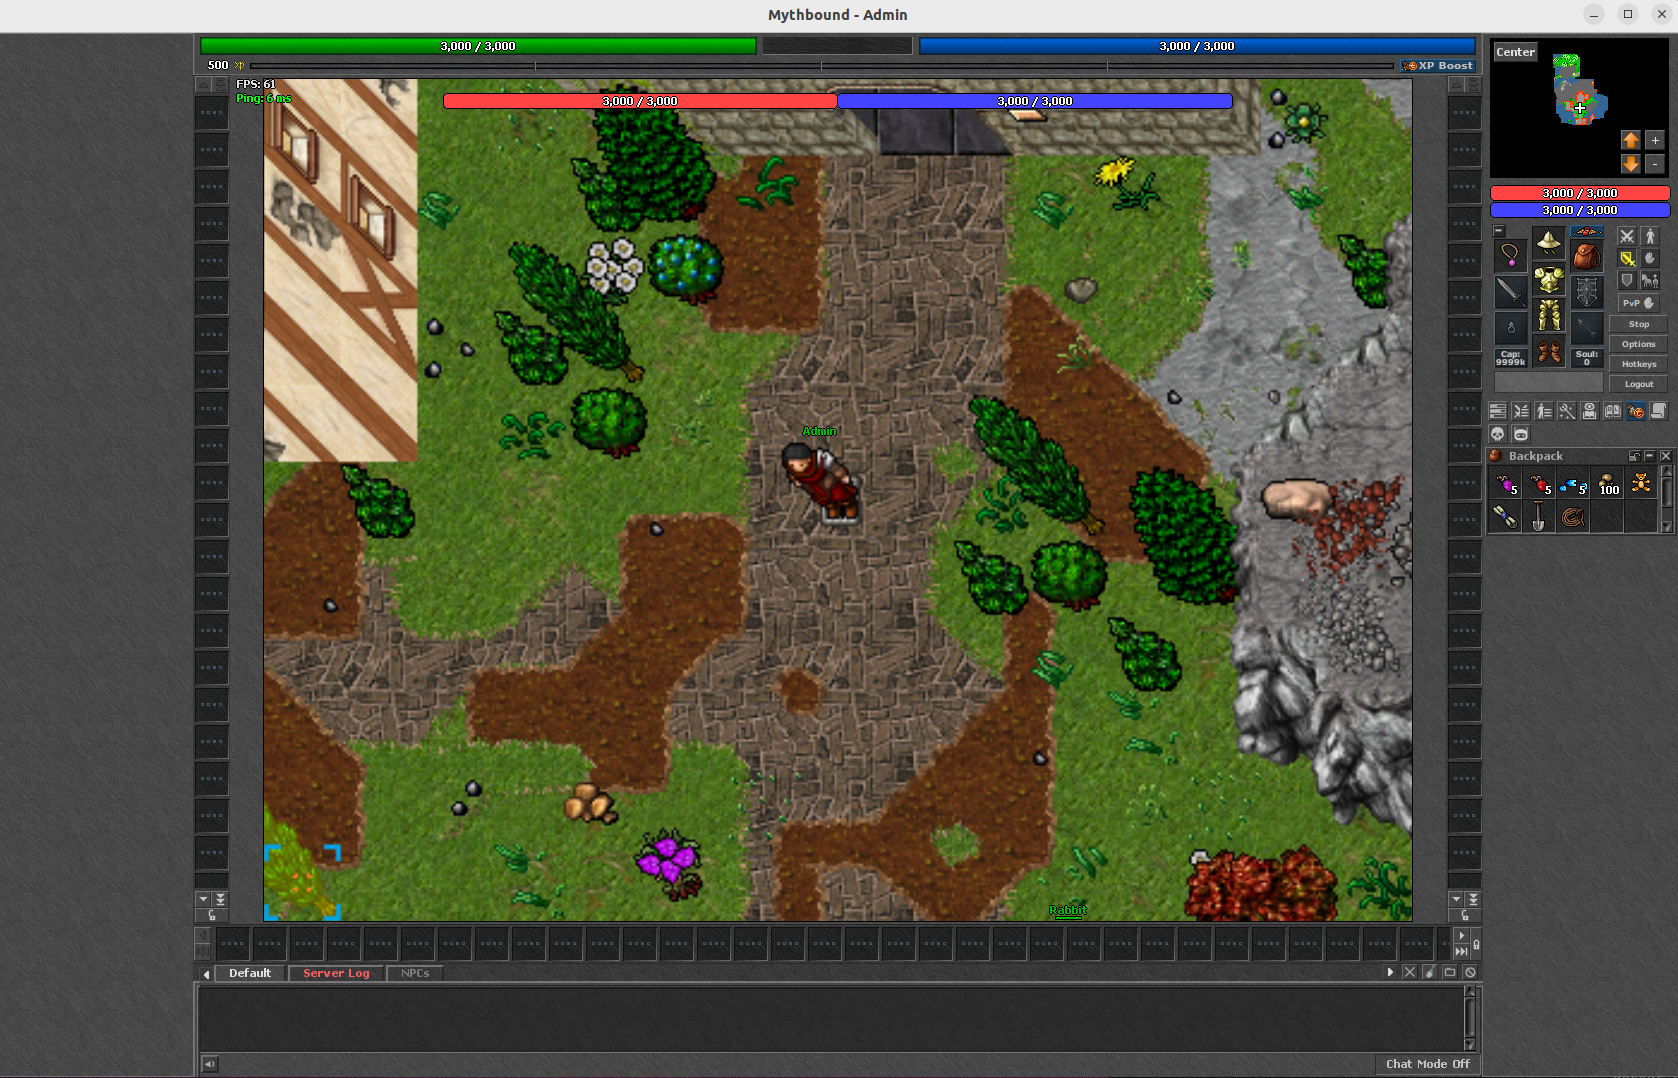 Mythbound - Admin
3,000 / 3,000
3,000 / 3,000
500 xp
XP Boost
FPS: 61
Ping: 6 ms
3,000 / 3,000
3,000 / 3,000
Center
+
-
3,000 / 3,000
3,000 / 3,000
PvP
Stop
Cap:
9999k
Soul:
0
Options
Hotkeys
Logout
Admin
Backpack
5
5
5
100
Rabbit
Default
Server Log
NPCs
Chat Mode Off